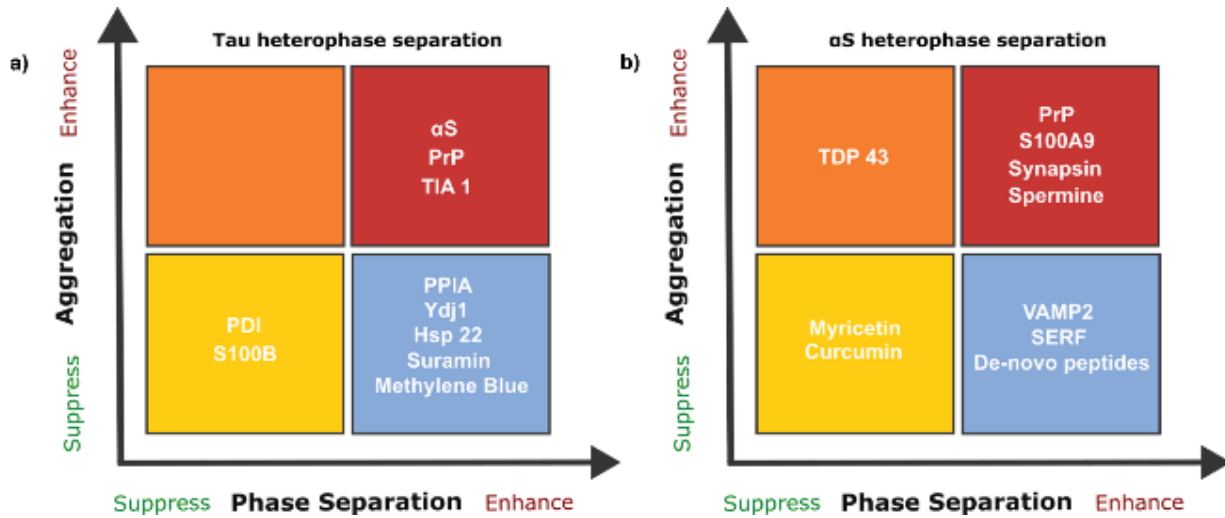 a)
Tau heterophase separation
Enhance
Aggregation
Suppress
αS
PrP
TIA 1
PDI
S100B
PPIA
Ydj1
Hsp 22
Suramin
Methylene Blue
Suppress Phase Separation Enhance
b)
αS heterophase separation
Enhance
Aggregation
Suppress
TDP 43
PrP
S100A9
Synapsin
Spermine
Myricetin
Curcumin
VAMP2
SERF
De-novo peptides
Suppress Phase Separation Enhance